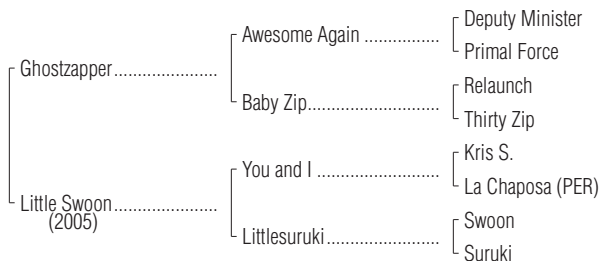 Deputy Minister
Awesome Again ..................
Primal Force
Ghostzapper.........................
Relaunch
Baby Zip................................
Thirty Zip
Kris S.
You and I ..............................
La Chaposa (PER)
Little Swoon.........................
(2005)
Swoon
Littlesuruki...........................
Suruki